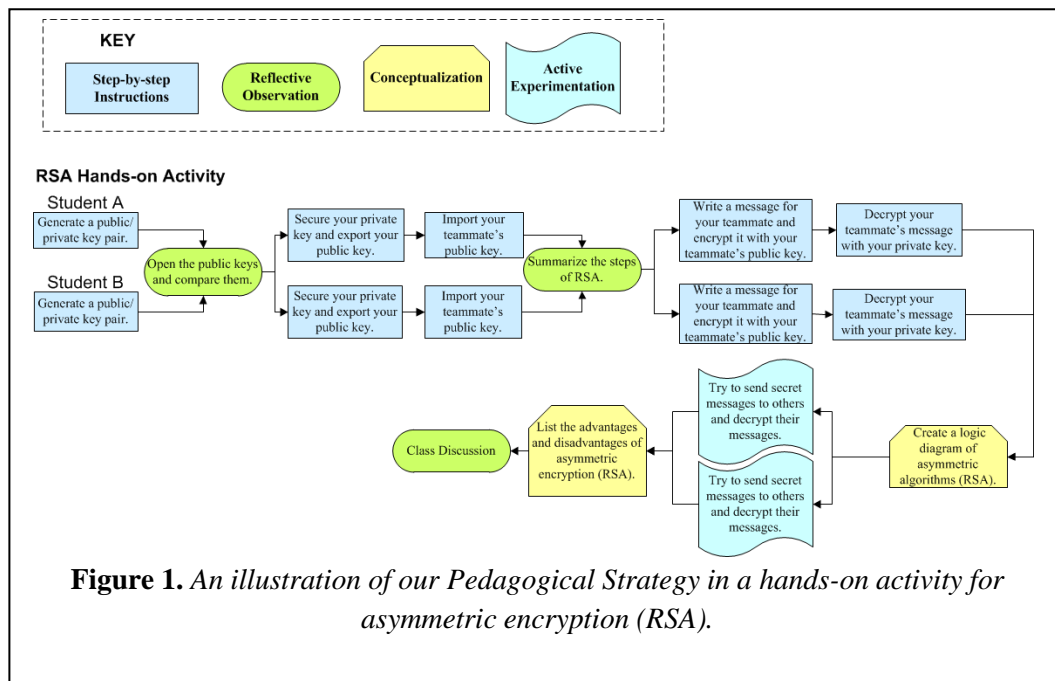 KEY
Step-by-step
Instructions
Reflective
Observation
Conceptualization
Active
Experimentation
RSA Hands-on Activity
Student A
Generate a public/
private key pair.
Student B
Generate a public/
private key pair.
Open the public keys
and compare them.
Secure your private
key and export your
public key.
Import your
teammate's
public key.
Secure your private
key and export your
public key.
Import your
teammate's
public key.
Summarize the steps
of RSA.
Write a message for
your teammate and
encrypt it with your
teammate's public key.
Decrypt your
teammate's message
with your private key.
Write a message for
your teammate and
encrypt it with your
teammate's public key.
Decrypt your
teammate's message
with your private key.
Create a logic
diagram of
asymmetric
algorithms (RSA).
Try to send secret
messages to others
and decrypt their
messages.
Try to send secret
messages to others
and decrypt their
messages.
List the advantages
and disadvantages of
asymmetric
encryption (RSA).
Class Discussion
Figure 1. An illustration of our Pedagogical Strategy in a hands-on activity for
asymmetric encryption (RSA).